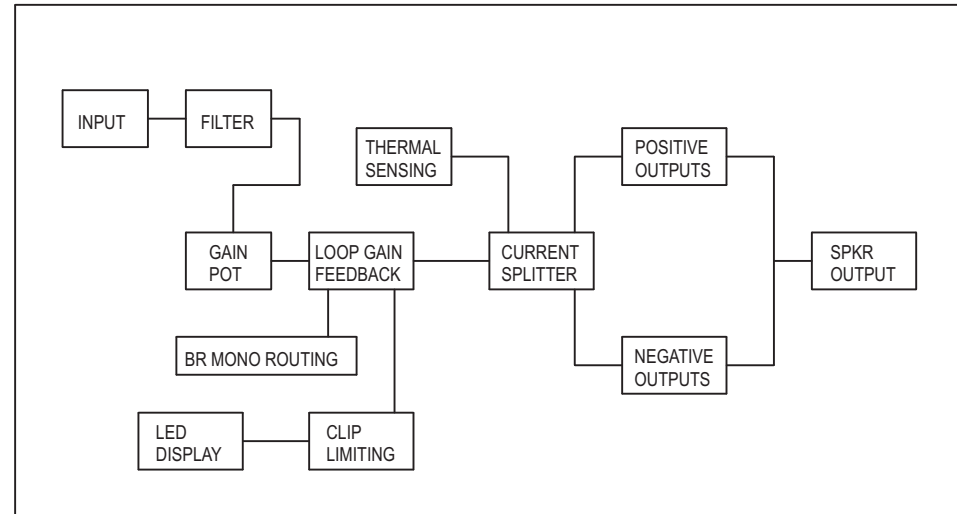 INPUT
FILTER
THERMAL
SENSING
POSITIVE
OUTPUTS
GAIN
POT
LOOP GAIN
FEEDBACK
CURRENT
SPLITTER
SPKR
OUTPUT
BR MONO ROUTING
NEGATIVE
OUTPUTS
LED
DISPLAY
CLIP
LIMITING